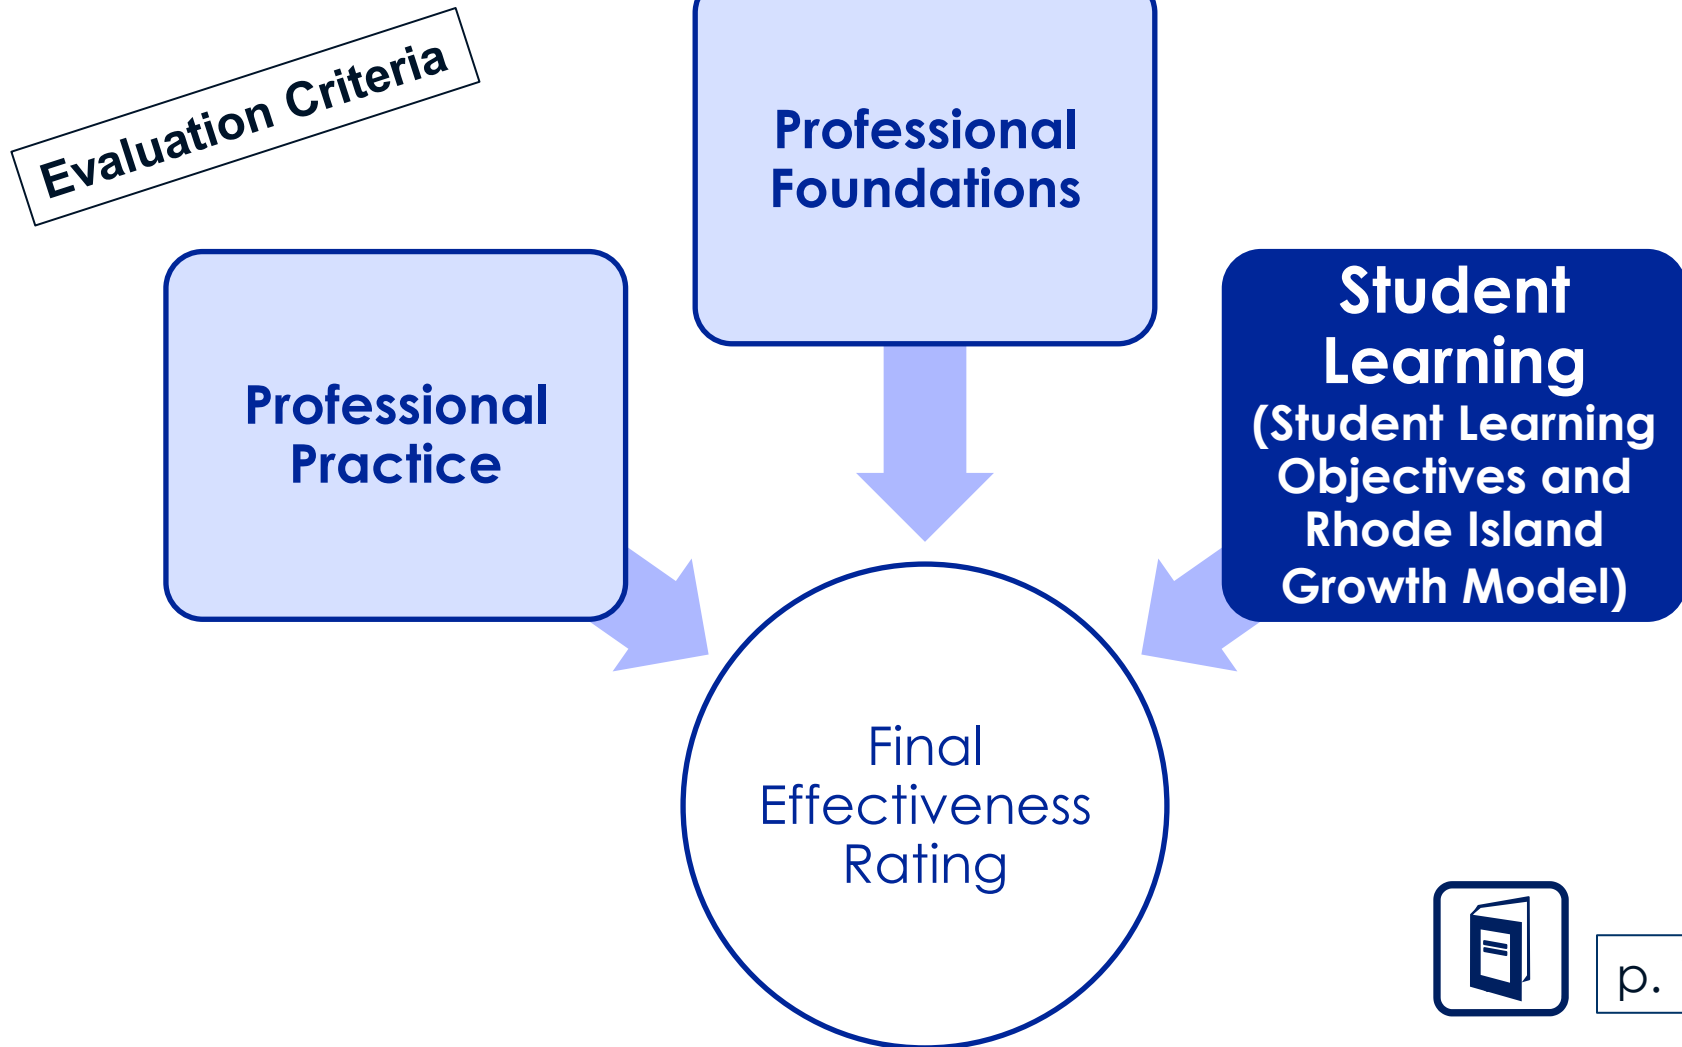 Evaluation Criteria
Professional
Foundations
Professional
Practice
Student
Learning
(Student Learning
Objectives and
Rhode Island
Growth Model)
Final
Effectiveness
Rating
p.